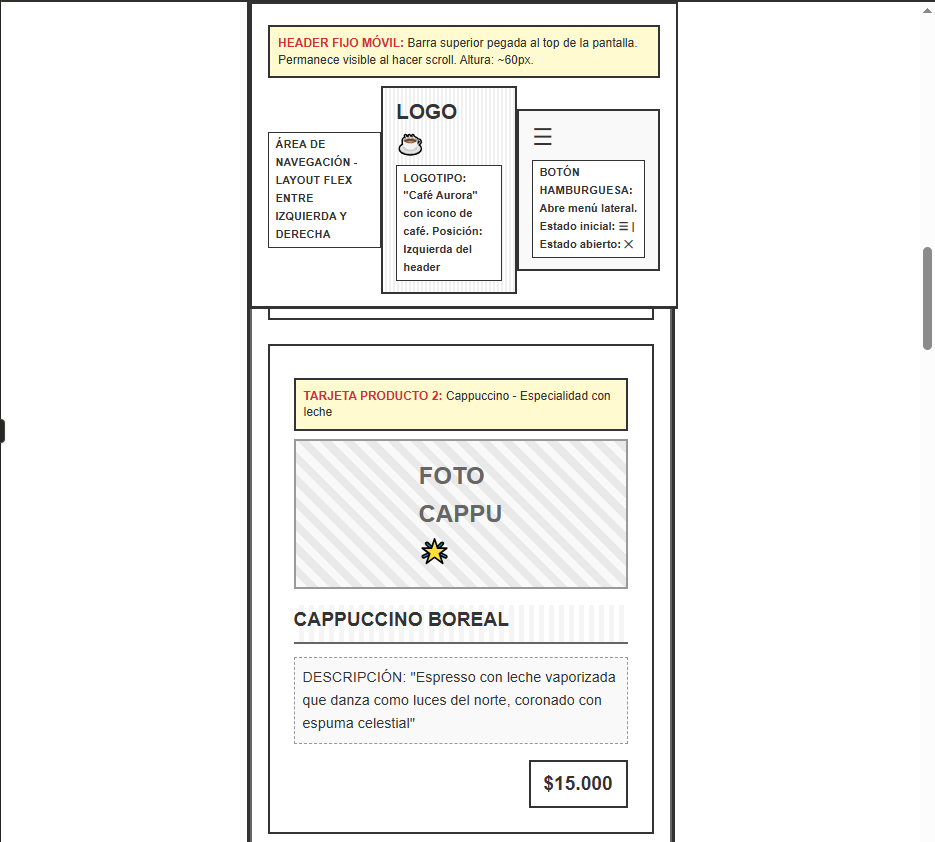 HEADER FIJO MÓVIL: Barra superior pegada al top de la pantalla.
Permanece visible al hacer scroll. Altura: ~60px.
ÁREA DE
NAVEGACIÓN -
LAYOUT FLEX
ENTRE
IZQUIERDA Y
DERECHA
LOGO
LOGOTIPO:
"Café Aurora"
con icono de
café. Posición:
Izquierda del
header
☰
BOTÓN
HAMBURGUESA:
Abre menú lateral.
Estado inicial: ☰ |
Estado abierto: ✕
TARJETA PRODUCTO 2: Cappuccino - Especialidad con
leche
FOTO
CAPPU
CAPPUCCINO BOREAL
DESCRIPCIÓN: "Espresso con leche vaporizada
que danza como luces del norte, coronado con
espuma celestial"
$15.000